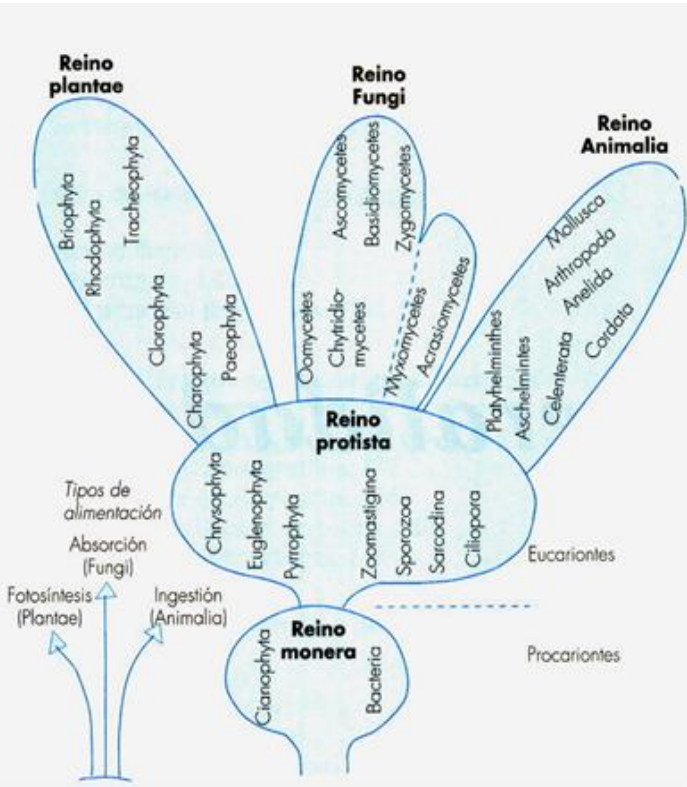 Reino
plantae
Reino
Fungi
Reino
Animalia
Briophyta
Rhodophyta
Tracheophyta
Clorophyta
Charophyta
Paeophyta
Ascomycetes
Basidiomycetes
Zygomycetes
Oomycetes
Chytridio-
mycetes
Myxomycetes
Acrasiomycetes
Mollusca
Arthropoda
Anelida
Cordata
Platyhelminthes
Aschelmintes
Celenterata
Reino
protista
Chrysophyta
Euglenophyta
Pyrrophyta
Zoomastigina
Sporozoa
Sarcodina
Ciliopora
Tipos de
alimentación
Absorción
(Fungi)
Fotosíntesis
(Plantae)
Ingestión
(Animalia)
Eucariontes
Reino
monera
Cianophyta
Bacteria
Procariontes